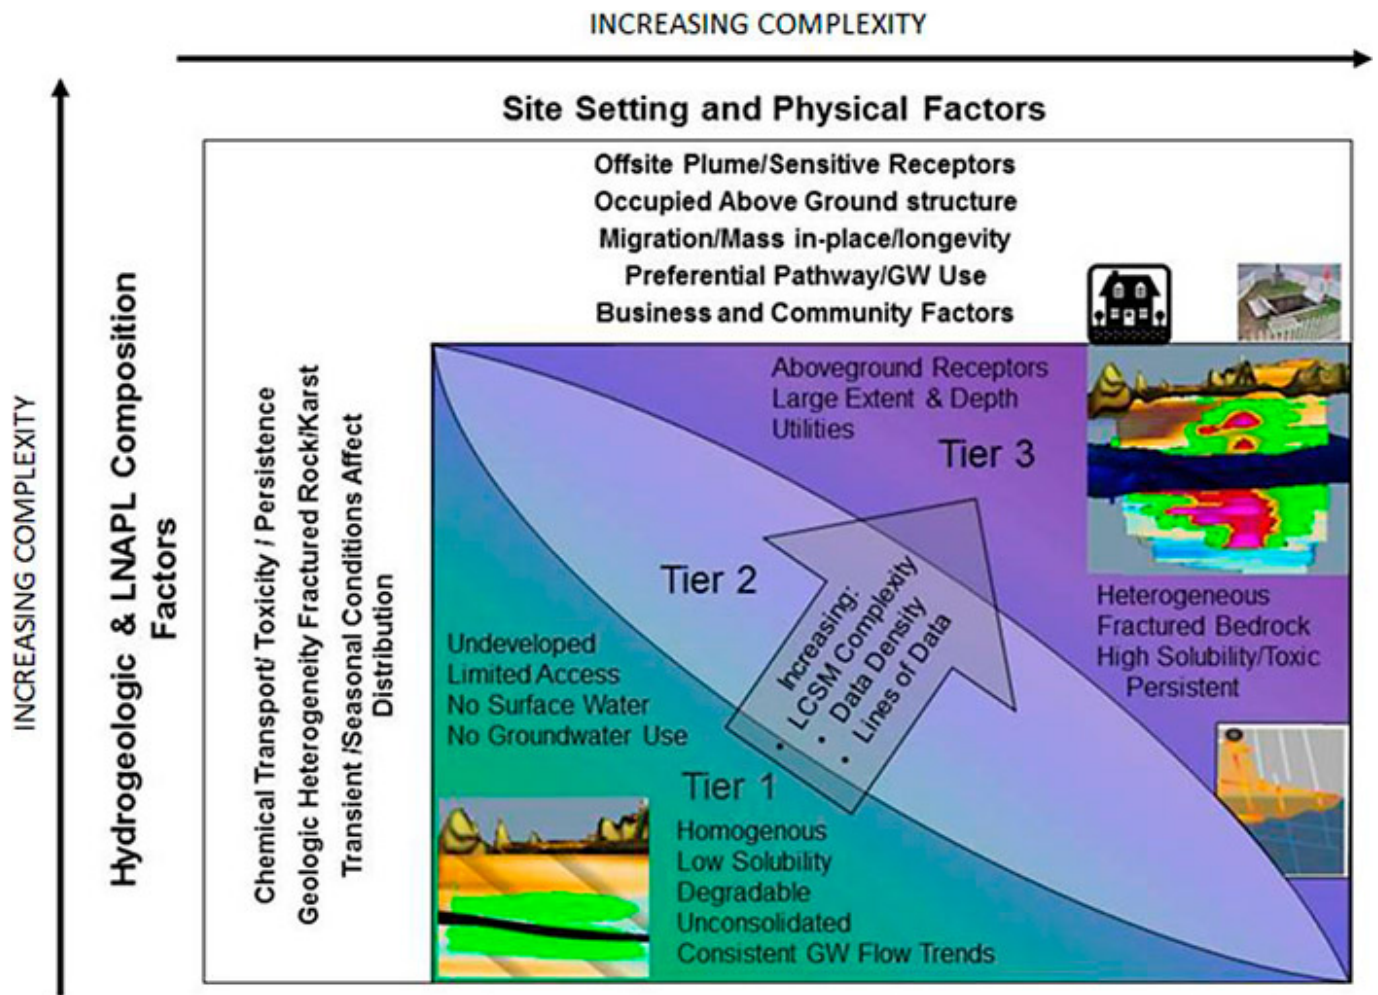 INCREASING COMPLEXITY
Site Setting and Physical Factors
Offsite Plume/Sensitive Receptors
Occupied Above Ground structure
Migration/Mass in-place/longevity
Preferential Pathway/GW Use
Business and Community Factors
INCREASING COMPLEXITY
Hydrogeologic & LNAPL Composition
Factors
Chemical Transport/ Toxicity / Persistence
Geologic Heterogeneity Fractured Rock/Karst
Transient /Seasonal Conditions Affect
Distribution
Aboveground Receptors
Large Extent & Depth
Utilities
Tier 3
Tier 2
Increasing:
• LCSM Complexity
• Data Density
• Lines of Data
Heterogeneous
Fractured Bedrock
High Solubility/Toxic
Persistent
Undeveloped
Limited Access
No Surface Water
No Groundwater Use
Tier 1
Homogenous
Low Solubility
Degradable
Unconsolidated
Consistent GW Flow Trends